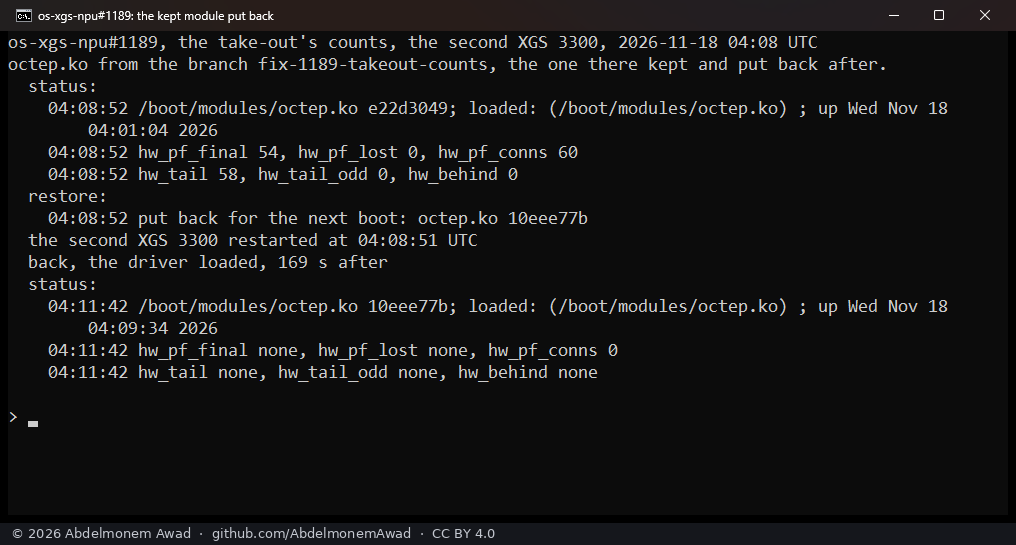 os-xgs-npu#1189: the kept module put back
os-xgs-npu#1189, the take-out's counts, the second XGS 3300, 2026-11-18 04:08 UTC
octep.ko from the branch fix-1189-takeout-counts, the one there kept and put back after.
status:
04:08:52 /boot/modules/octep.ko e22d3049; loaded: (/boot/modules/octep.ko) ; up Wed Nov 18
04:01:04 2026
04:08:52 hw_pf_final 54, hw_pf_lost 0, hw_pf_conns 60
04:08:52 hw_tail 58, hw_tail_odd 0, hw_behind 0
restore:
04:08:52 put back for the next boot: octep.ko 10eee77b
the second XGS 3300 restarted at 04:08:51 UTC
back, the driver loaded, 169 s after
status:
04:11:42 /boot/modules/octep.ko 10eee77b; loaded: (/boot/modules/octep.ko) ; up Wed Nov 18
04:09:34 2026
04:11:42 hw_pf_final none, hw_pf_lost none, hw_pf_conns 0
04:11:42 hw_tail none, hw_tail_odd none, hw_behind none
>
© 2026 Abdelmonem Awad · github.com/AbdelmonemAwad · CC BY 4.0